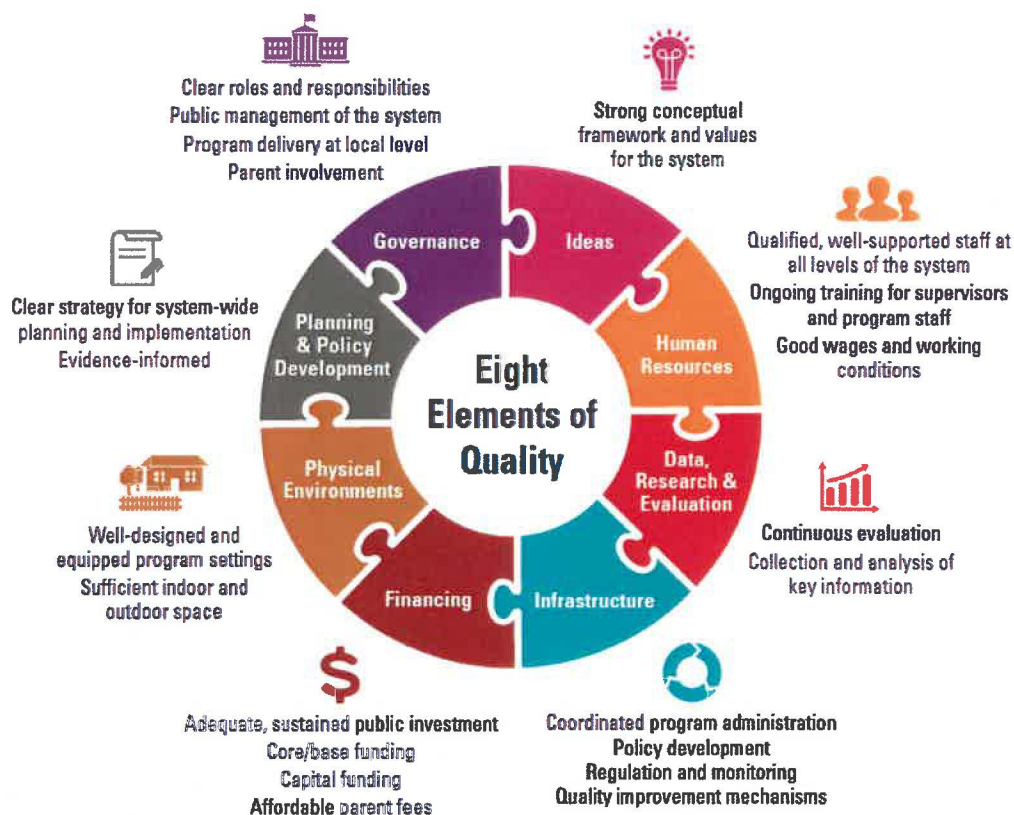 Clear roles and responsibilities
Public management of the system
Program delivery at local level
Parent involvement
Strong conceptual
framework and values
for the system
Governance
Ideas
Qualified, well-supported staff at
all levels of the system
Ongoing training for supervisors
and program staff
Good wages and working
conditions
Clear strategy for system-wide
planning and implementation
Evidence-informed
Planning
& Policy
Development
Human
Resources
Eight
Elements of
Quality
Physical
Environments
Data,
Research &
Evaluation
Well-designed and
equipped program settings
Sufficient indoor and
outdoor space
Continuous evaluation
Collection and analysis of
key information
Financing
Infrastructure
$
Adequate, sustained public investment
Core/base funding
Capital funding
Affordable parent fees
Coordinated program administration
Policy development
Regulation and monitoring
Quality improvement mechanisms